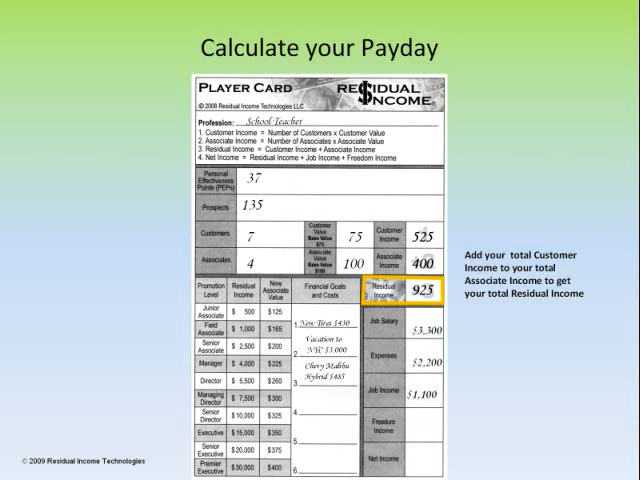 Calculate your Payday
PLAYER CARD
RE$IDUAL INCOME®
© 2008 Residual Income Technologies LLC
Profession: School Teacher
1. Customer Income = Number of Customers x Customer Value
2. Associate Income = Number of Associates x Associate Value
3. Residual Income = Customer Income + Associate Income
4. Net Income = Residual Income + Job Income + Freedom Income
Personal Effectiveness Points (PEPs) 37
Prospects 135
Customers 7 Customer Value Base Value $75 75 Customer Income 525
Associates 4 Associate Value Base Value $100 100 Associate Income 400
Promotion Level Residual Income New Associate Value Financial Goals and Costs Residual Income 925
Junior Associate $ 500 $125
Field Associate $ 1,000 $165
Senior Associate $ 2,500 $200
Manager $ 4,000 $225
Director $ 5,500 $260
Managing Director $ 7,500 $300
Senior Director $10,000 $325
Executive $15,000 $350
Senior Executive $20,000 $375
Premier Executive $30,000 $400
1. New Tires $430
2. Vacation to NYC $3,000
3. Chevy Malibu Hybrid $485
4.
5.
6.
Job Salary $3,300
Expenses $2,200
Job Income $1,100
Freedom Income
Net Income
Add your total Customer
Income to your total
Associate Income to get
your total Residual Income
© 2009 Residual Income Technologies